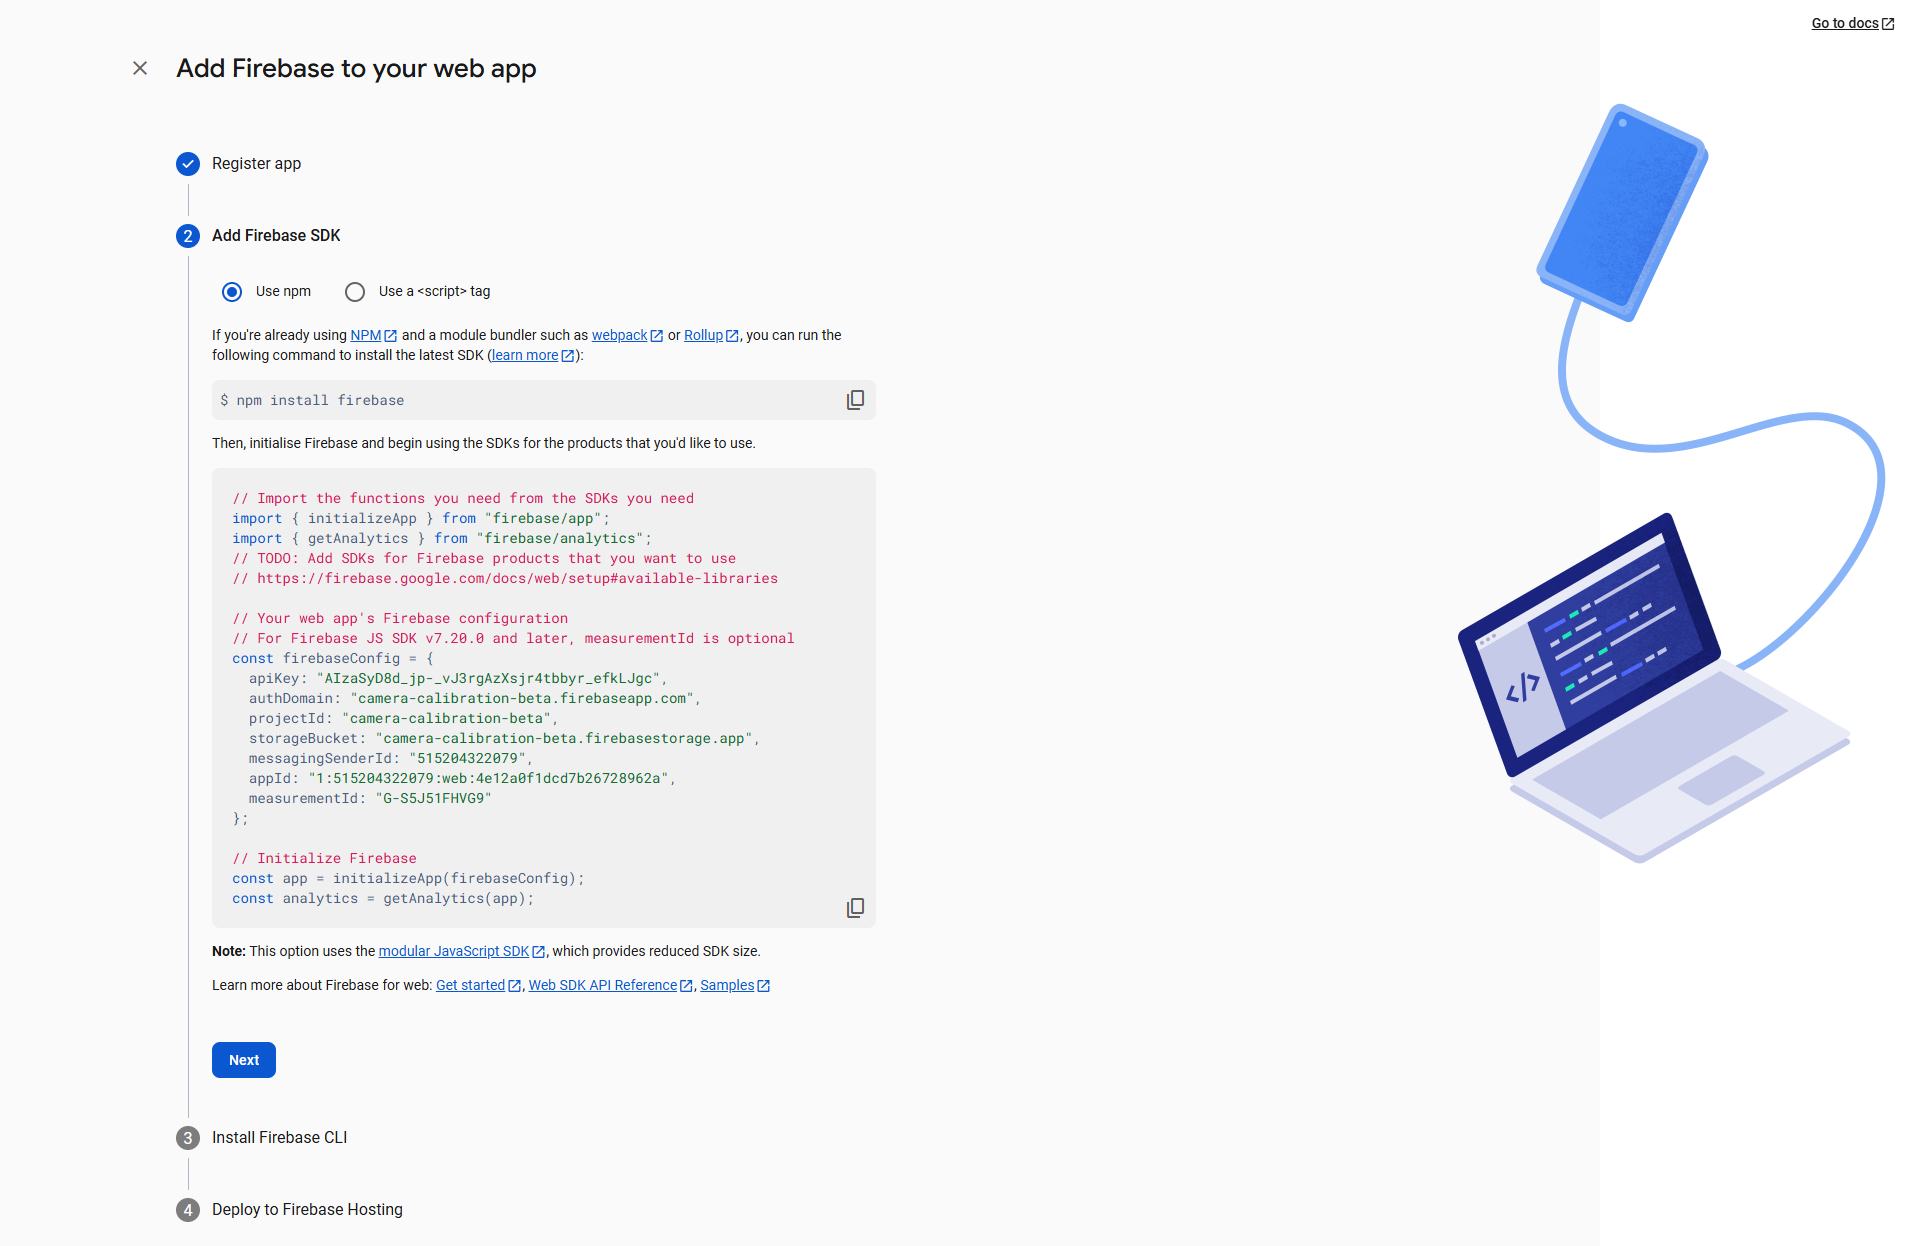 Go to docs
Add Firebase to your web app
Register app
2 Add Firebase SDK
Use npm Use a <script> tag
If you're already using NPM and a module bundler such as webpack or Rollup, you can run the
following command to install the latest SDK (learn more):
$ npm install firebase
Then, initialise Firebase and begin using the SDKs for the products that you'd like to use.
// Import the functions you need from the SDKs you need
import { initializeApp } from "firebase/app";
import { getAnalytics } from "firebase/analytics";
// TODO: Add SDKs for Firebase products that you want to use
// https://firebase.google.com/docs/web/setup#available-libraries
// Your web app's Firebase configuration
// For Firebase JS SDK v7.20.0 and later, measurementId is optional
const firebaseConfig = {
  apiKey: "AIzaSyD8d_jp-_vJ3rgAzXsjr4tbbyr_efkLJgc",
  authDomain: "camera-calibration-beta.firebaseapp.com",
  projectId: "camera-calibration-beta",
  storageBucket: "camera-calibration-beta.firebasestorage.app",
  messagingSenderId: "515204322079",
  appId: "1:515204322079:web:4e12a0f1dcd7b26728962a",
  measurementId: "G-S5J51FHVG9"
};
// Initialize Firebase
const app = initializeApp(firebaseConfig);
const analytics = getAnalytics(app);
Note: This option uses the modular JavaScript SDK, which provides reduced SDK size.
Learn more about Firebase for web: Get started, Web SDK API Reference, Samples
Next
3 Install Firebase CLI
4 Deploy to Firebase Hosting